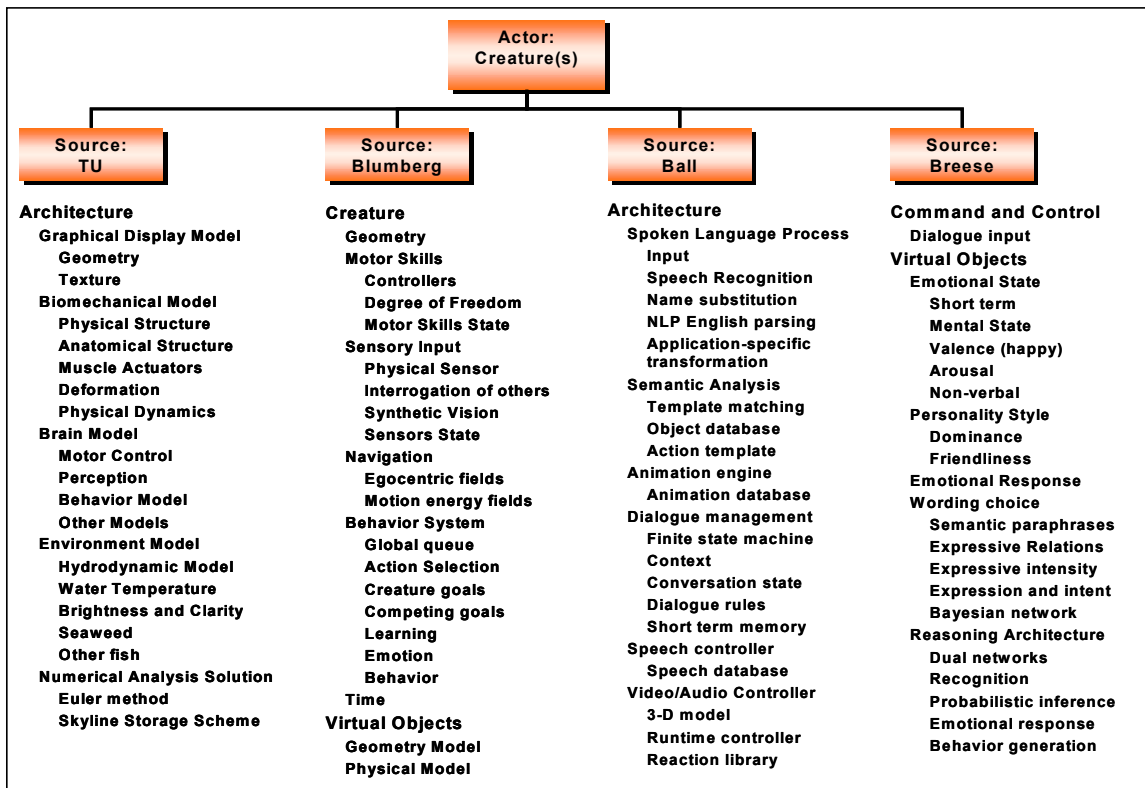 Actor:
Creature(s)
Source:
TU
Architecture
Graphical Display Model
Geometry
Texture
Biomechanical Model
Physical Structure
Anatomical Structure
Muscle Actuators
Deformation
Physical Dynamics
Brain Model
Motor Control
Perception
Behavior Model
Other Models
Environment Model
Hydrodynamic Model
Water Temperature
Brightness and Clarity
Seaweed
Other fish
Numerical Analysis Solution
Euler method
Skyline Storage Scheme
Source:
Blumberg
Creature
Geometry
Motor Skills
Controllers
Degree of Freedom
Motor Skills State
Sensory Input
Physical Sensor
Interrogation of others
Synthetic Vision
Sensors State
Navigation
Egocentric fields
Motion energy fields
Behavior System
Global queue
Action Selection
Creature goals
Competing goals
Learning
Emotion
Behavior
Time
Virtual Objects
Geometry Model
Physical Model
Source:
Ball
Architecture
Spoken Language Process
Input
Speech Recognition
Name substitution
NLP English parsing
Application-specific
transformation
Semantic Analysis
Template matching
Object database
Action template
Animation engine
Animation database
Dialogue management
Finite state machine
Context
Conversation state
Dialogue rules
Short term memory
Speech controller
Speech database
Video/Audio Controller
3-D model
Runtime controller
Reaction library
Source:
Breese
Command and Control
Dialogue input
Virtual Objects
Emotional State
Short term
Mental State
Valence (happy)
Arousal
Non-verbal
Personality Style
Dominance
Friendliness
Emotional Response
Wording choice
Semantic paraphrases
Expressive Relations
Expressive intensity
Expression and intent
Bayesian network
Reasoning Architecture
Dual networks
Recognition
Probabilistic inference
Emotional response
Behavior generation